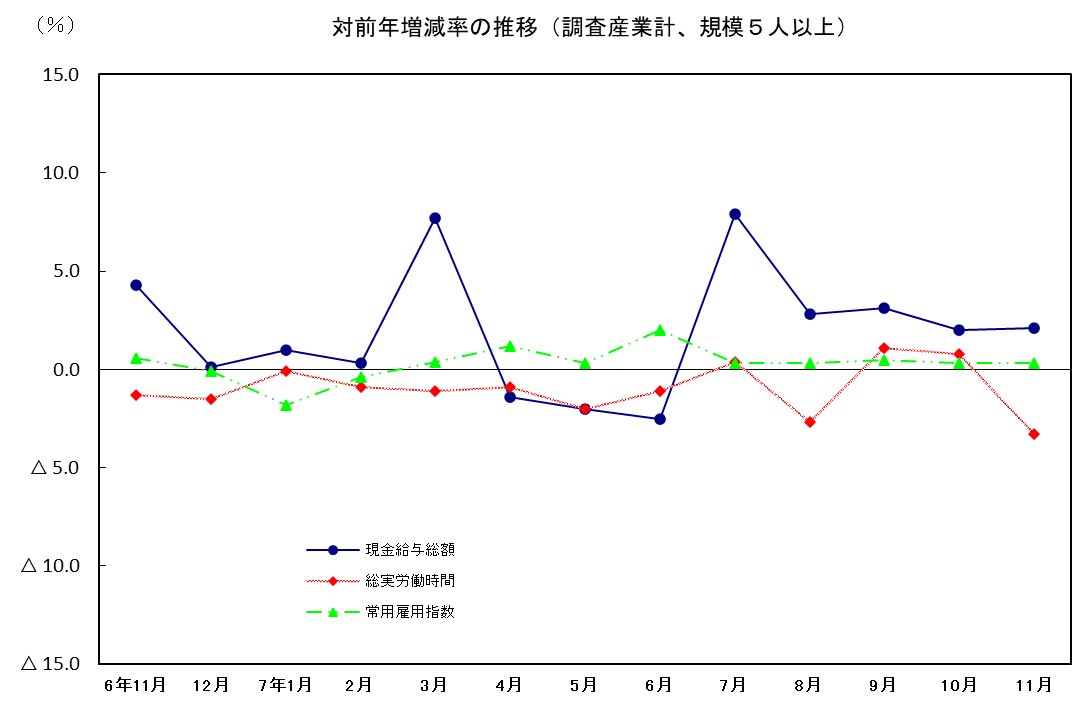 （％）
対前年増減率の推移（調査産業計、規模５人以上）
15.0
10.0
5.0
0.0
△ 5.0
△ 10.0
△ 15.0
現金給与総額
総実労働時間
常用雇用指数
6年11月 12月 7年1月 2月 3月 4月 5月 6月 7月 8月 9月 10月 11月